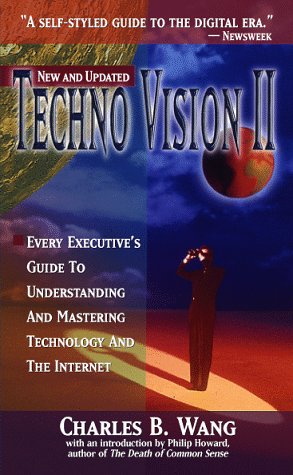 "A SELF-STYLED GUIDE TO THE DIGITAL ERA."
— NEWSWEEK
NEW AND UPDATED
TECHNO VISION II
EVERY EXECUTIVE'S
GUIDE TO
UNDERSTANDING
AND MASTERING
TECHNOLOGY AND
THE INTERNET
CHARLES B. WANG
with an introduction by Philip Howard,
author of The Death of Common Sense